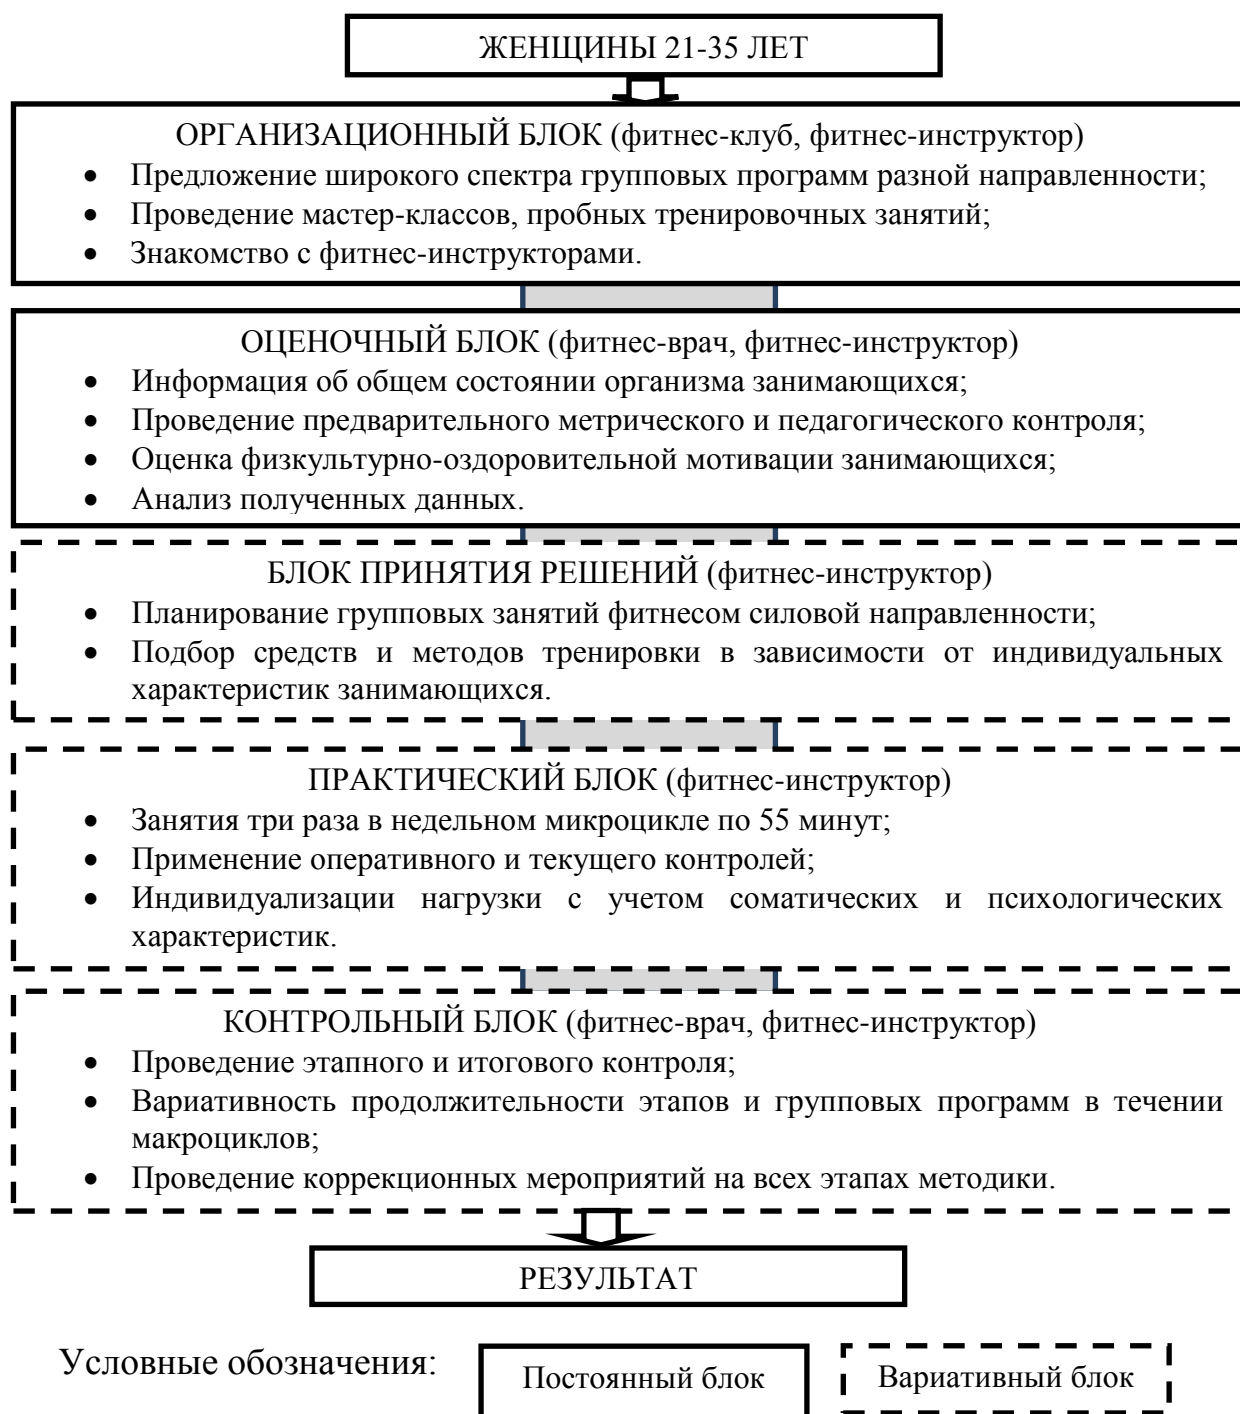 ЖЕНЩИНЫ 21-35 ЛЕТ
ОРГАНИЗАЦИОННЫЙ БЛОК (фитнес-клуб, фитнес-инструктор)
• Предложение широкого спектра групповых программ разной направленности;
• Проведение мастер-классов, пробных тренировочных занятий;
• Знакомство с фитнес-инструкторами.
ОЦЕНОЧНЫЙ БЛОК (фитнес-врач, фитнес-инструктор)
• Информация об общем состоянии организма занимающихся;
• Проведение предварительного метрического и педагогического контроля;
• Оценка физкультурно-оздоровительной мотивации занимающихся;
• Анализ полученных данных.
БЛОК ПРИНЯТИЯ РЕШЕНИЙ (фитнес-инструктор)
• Планирование групповых занятий фитнесом силовой направленности;
• Подбор средств и методов тренировки в зависимости от индивидуальных
характеристик занимающихся.
ПРАКТИЧЕСКИЙ БЛОК (фитнес-инструктор)
• Занятия три раза в недельном микроцикле по 55 минут;
• Применение оперативного и текущего контролей;
• Индивидуализации нагрузки с учетом соматических и психологических
характеристик.
КОНТРОЛЬНЫЙ БЛОК (фитнес-врач, фитнес-инструктор)
• Проведение этапного и итогового контроля;
• Вариативность продолжительности этапов и групповых программ в течении
макроциклов;
• Проведение коррекционных мероприятий на всех этапах методики.
РЕЗУЛЬТАТ
Условные обозначения:
Постоянный блок
Вариативный блок